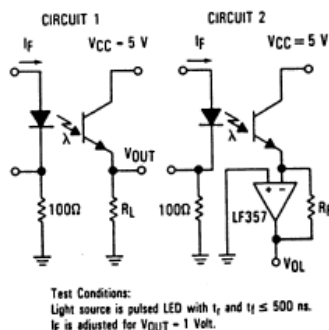 CIRCUIT 1
CIRCUIT 2
IF
VCC - 5 V
IF
VCC = 5 V
λ
λ
VOUT
100Ω
RL
100Ω
+ -
LF357
VOL
Test Conditions:
Light source is pulsed LED with tr and tf ≤ 500 ns.
IF is adjusted for VOUT - 1 Volt.